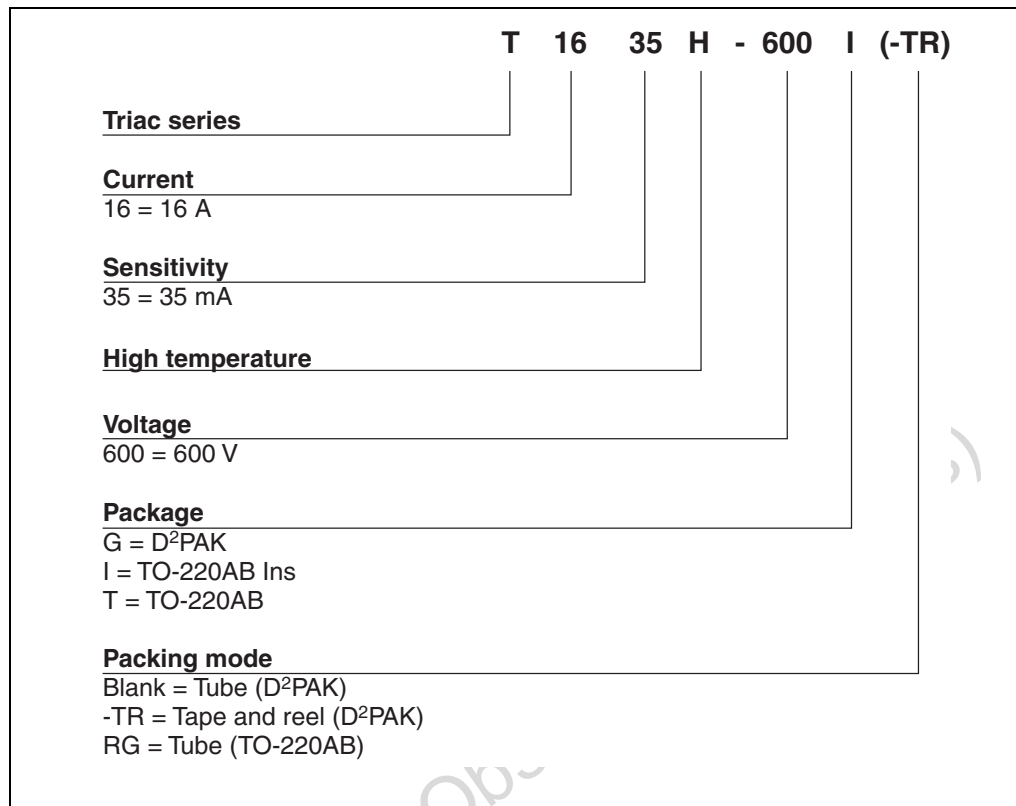 T 16 35 H - 600 I (-TR)
Triac series
Current
16 = 16 A
Sensitivity
35 = 35 mA
High temperature
Voltage
600 = 600 V
Package
G = D²PAK
I = TO-220AB Ins
T = TO-220AB
Packing mode
Blank = Tube (D²PAK)
-TR = Tape and reel (D²PAK)
RG = Tube (TO-220AB)